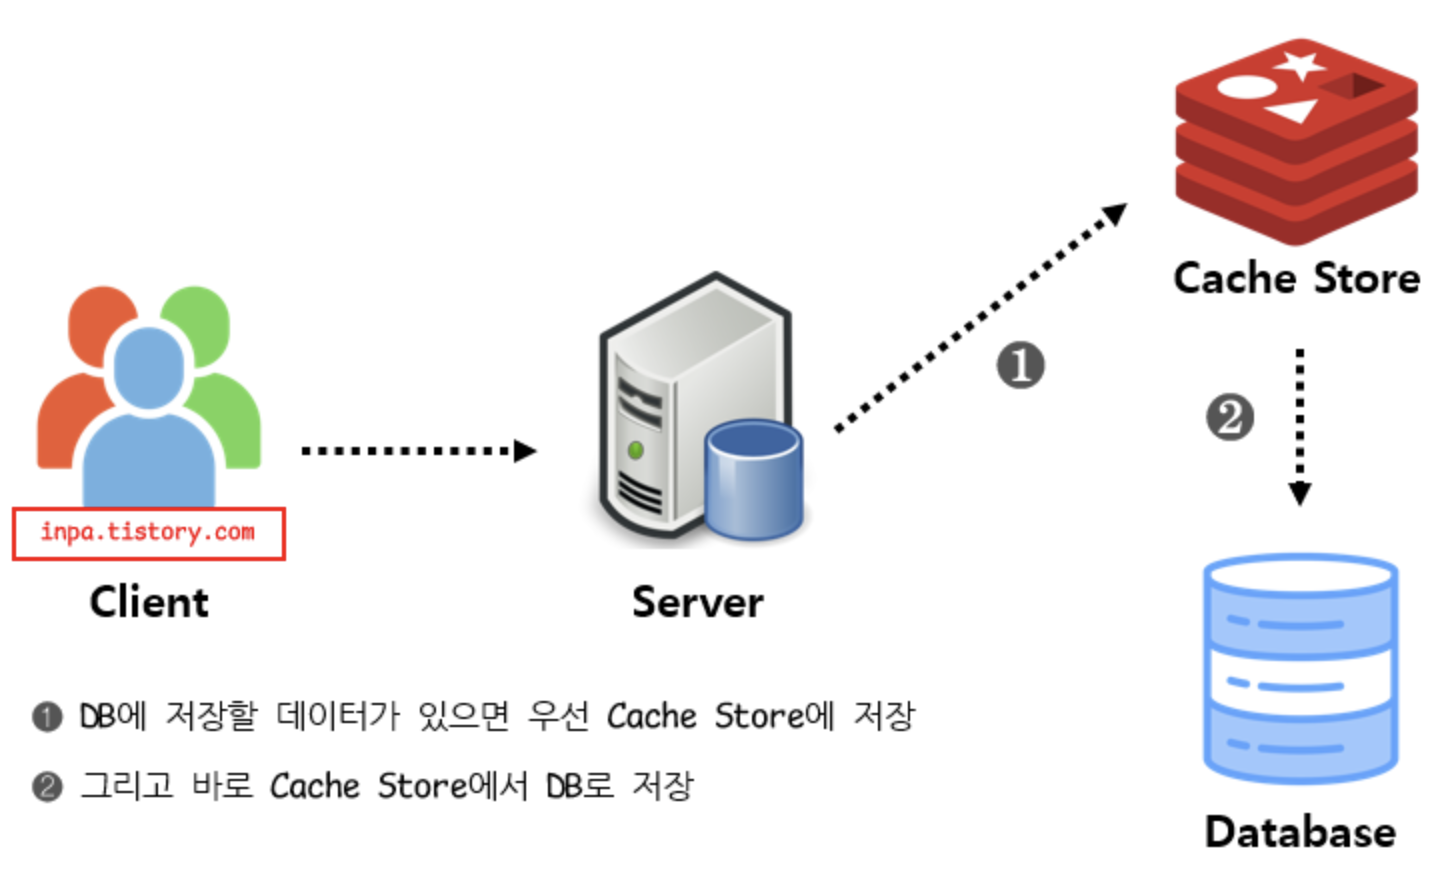 Cache Store
❶
❷
inpa.tistory.com
Client
Server
❶ DB에 저장할 데이터가 있으면 우선 Cache Store에 저장
❷ 그리고 바로 Cache Store에서 DB로 저장
Database